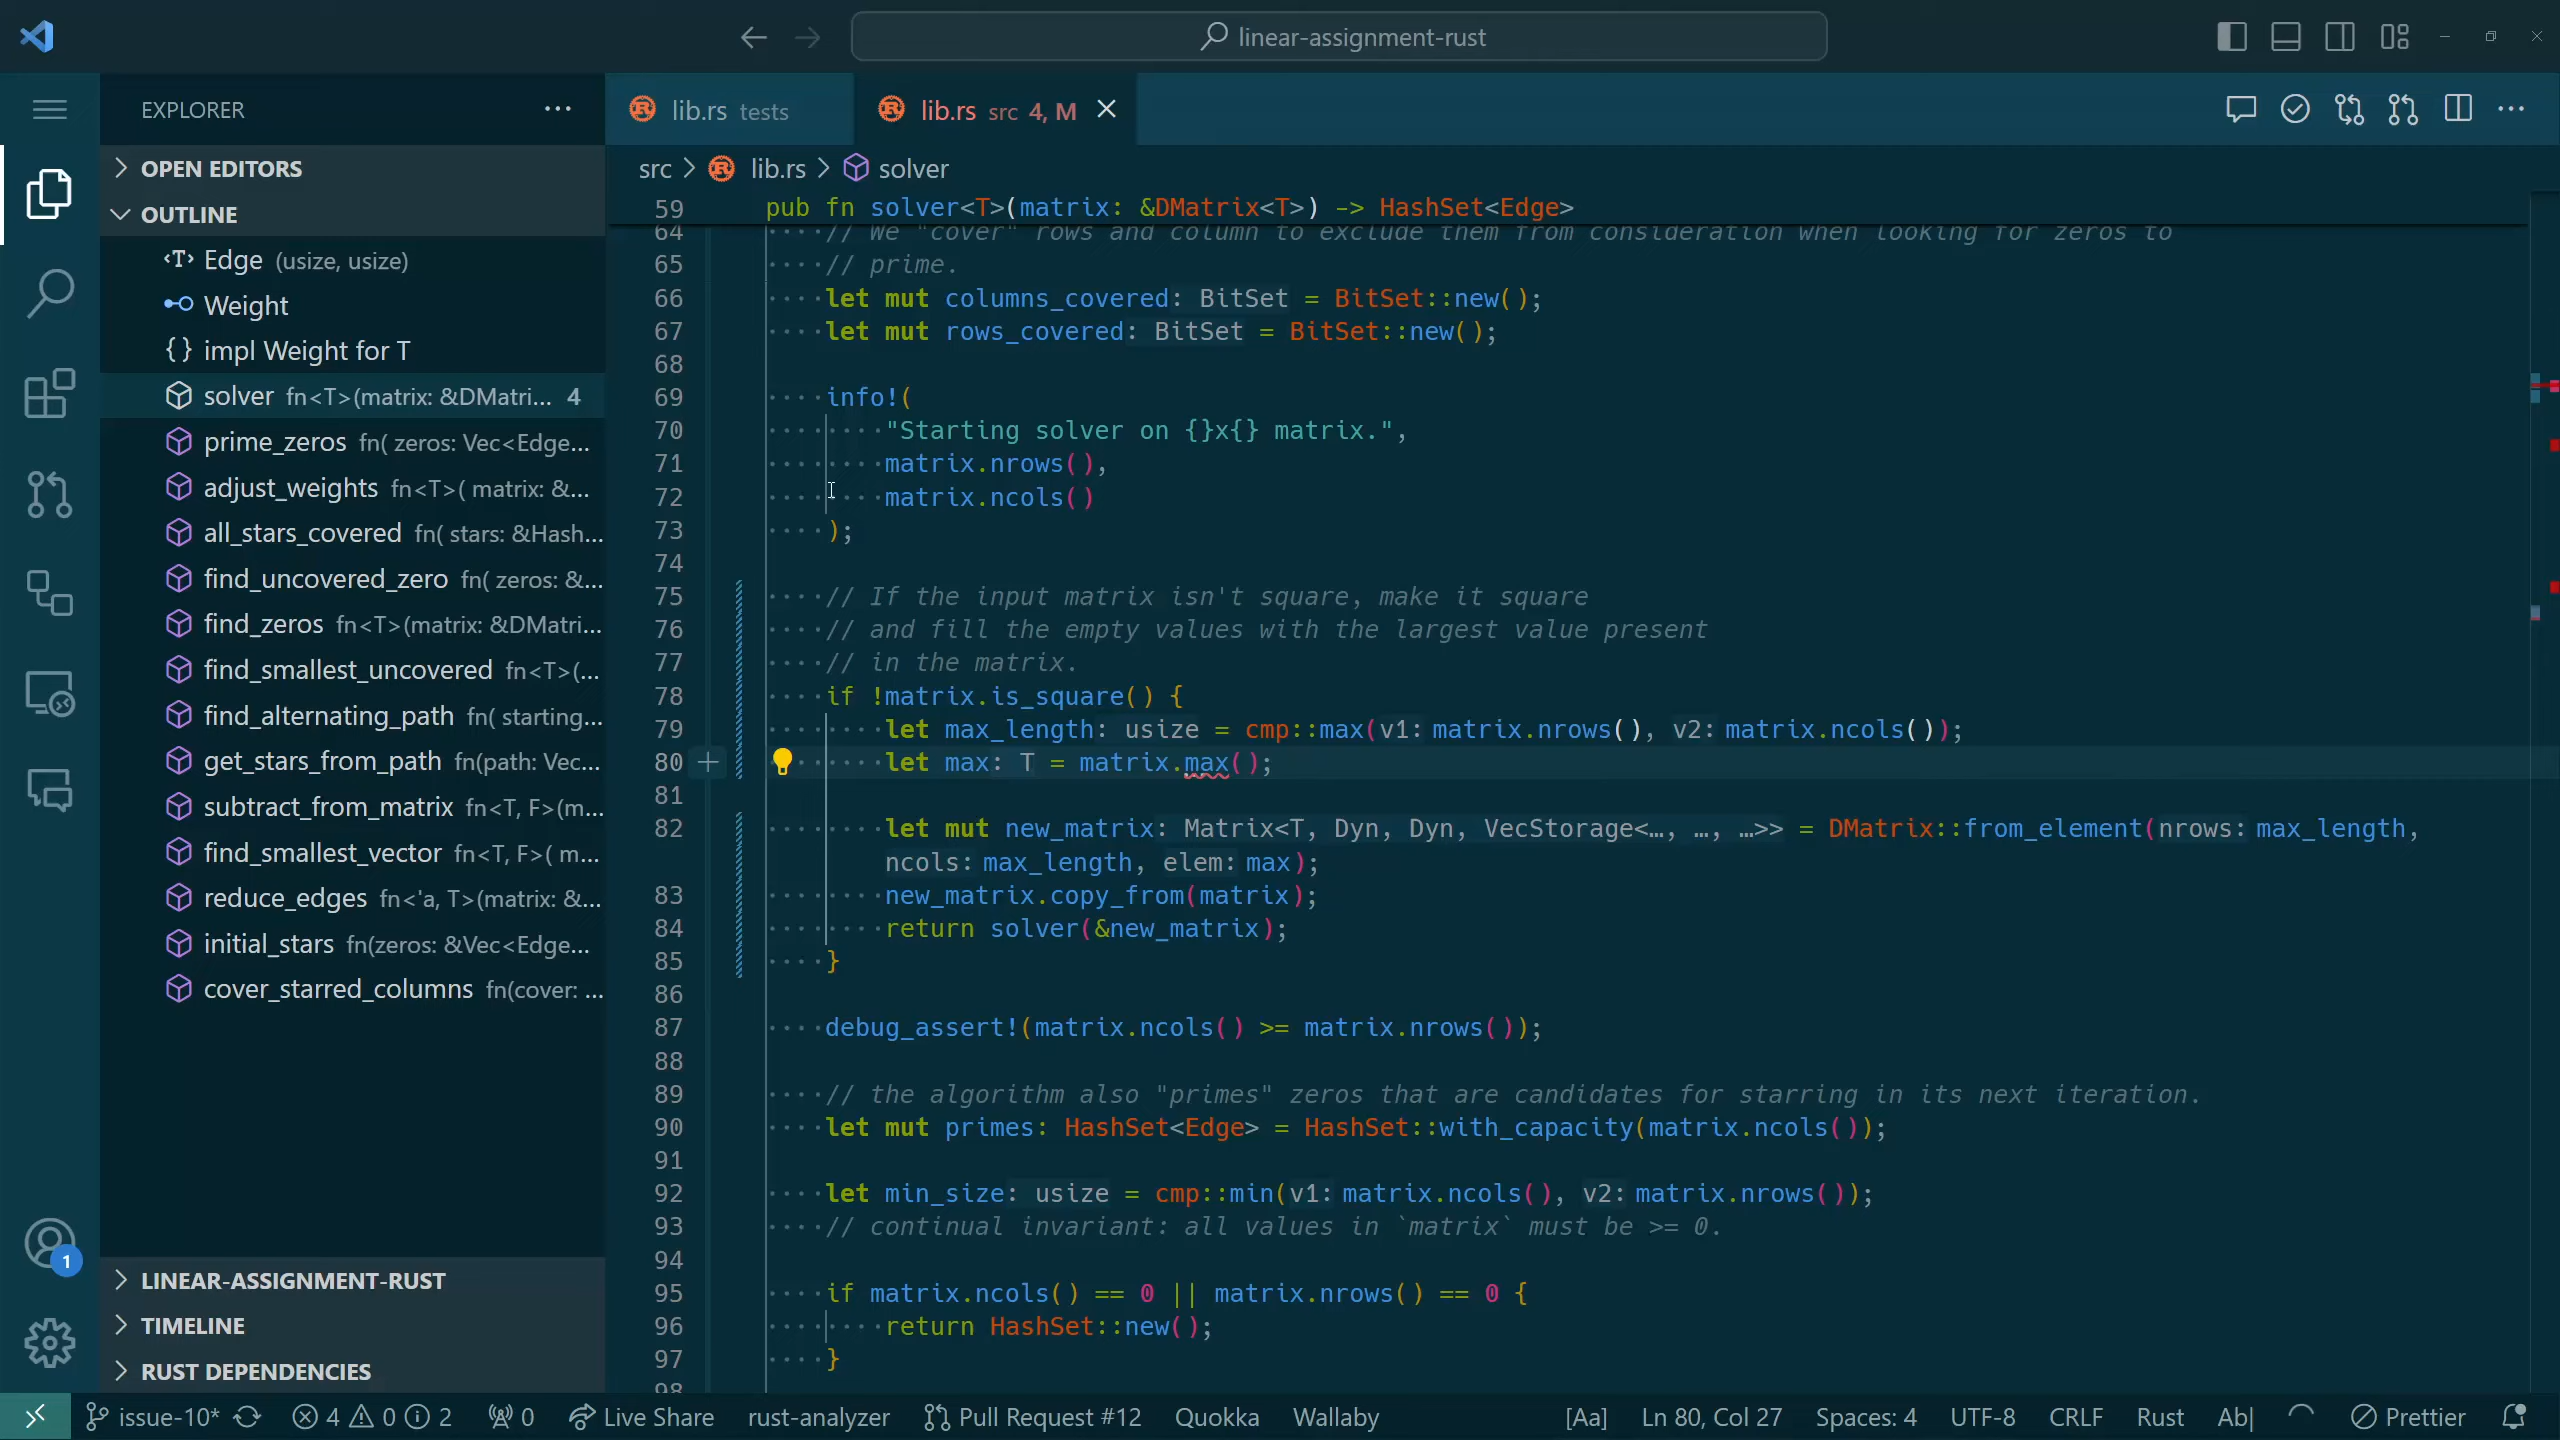 linear-assignment-rust
EXPLORER
OPEN EDITORS
OUTLINE
Edge (usize, usize)
Weight
impl Weight for T
solver fn<T>(matrix: &DMatri... 4
prime_zeros fn( zeros: Vec<Edge...
adjust_weights fn<T>( matrix: &...
all_stars_covered fn( stars: &Hash...
find_uncovered_zero fn( zeros: &...
find_zeros fn<T>(matrix: &DMatri...
find_smallest_uncovered fn<T>(...
find_alternating_path fn( starting...
get_stars_from_path fn(path: Vec...
subtract_from_matrix fn<T, F>(m...
find_smallest_vector fn<T, F>( m...
reduce_edges fn<'a, T>(matrix: &...
initial_stars fn(zeros: &Vec<Edge...
cover_starred_columns fn(cover: ...
LINEAR-ASSIGNMENT-RUST
TIMELINE
RUST DEPENDENCIES
1
lib.rs tests
lib.rs src 4, M
src > lib.rs > solver
59 pub fn solver<T>(matrix: &DMatrix<T>) -> HashSet<Edge>
64 // We "cover" rows and column to exclude them from consideration when looking for zeros to
65 // prime.
66 let mut columns_covered: BitSet = BitSet::new();
67 let mut rows_covered: BitSet = BitSet::new();
68
69 info!(
70 "Starting solver on {}x{} matrix.",
71 matrix.nrows(),
72 matrix.ncols()
73 );
74
75 // If the input matrix isn't square, make it square
76 // and fill the empty values with the largest value present
77 // in the matrix.
78 if !matrix.is_square() {
79 let max_length: usize = cmp::max(v1: matrix.nrows(), v2: matrix.ncols());
80 let max: T = matrix.max();
81
82 let mut new_matrix: Matrix<T, Dyn, Dyn, VecStorage<…, …, …>> = DMatrix::from_element(nrows: max_length,
ncols: max_length, elem: max);
83 new_matrix.copy_from(matrix);
84 return solver(&new_matrix);
85 }
86
87 debug_assert!(matrix.ncols() >= matrix.nrows());
88
89 // the algorithm also "primes" zeros that are candidates for starring in its next iteration.
90 let mut primes: HashSet<Edge> = HashSet::with_capacity(matrix.ncols());
91
92 let min_size: usize = cmp::min(v1: matrix.ncols(), v2: matrix.nrows());
93 // continual invariant: all values in `matrix` must be >= 0.
94
95 if matrix.ncols() == 0 || matrix.nrows() == 0 {
96 return HashSet::new();
97 }
98
issue-10* 4 0 2 0 Live Share rust-analyzer Pull Request #12 Quokka Wallaby [Aa] Ln 80, Col 27 Spaces: 4 UTF-8 CRLF Rust Ab| Prettier